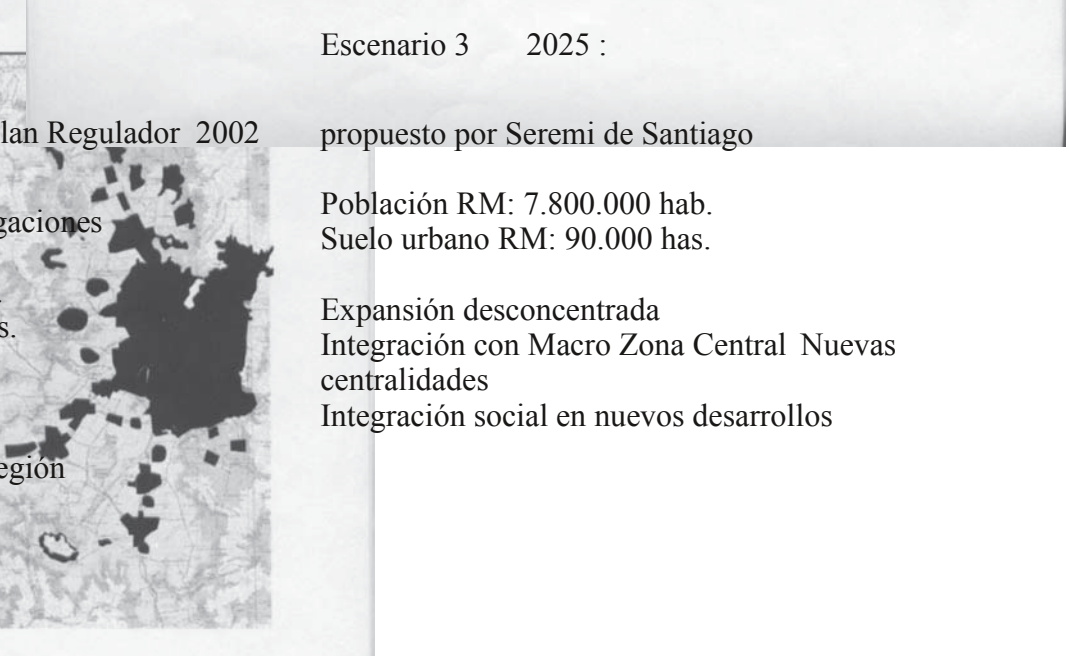 Escenario 3 2025 :
lan Regulador 2002
propuesto por Seremi de Santiago
gaciones
Población RM: 7.800.000 hab.
Suelo urbano RM: 90.000 has.
s.
Expansión desconcentrada
Integración con Macro Zona Central Nuevas
centralidades
Integración social en nuevos desarrollos
egión